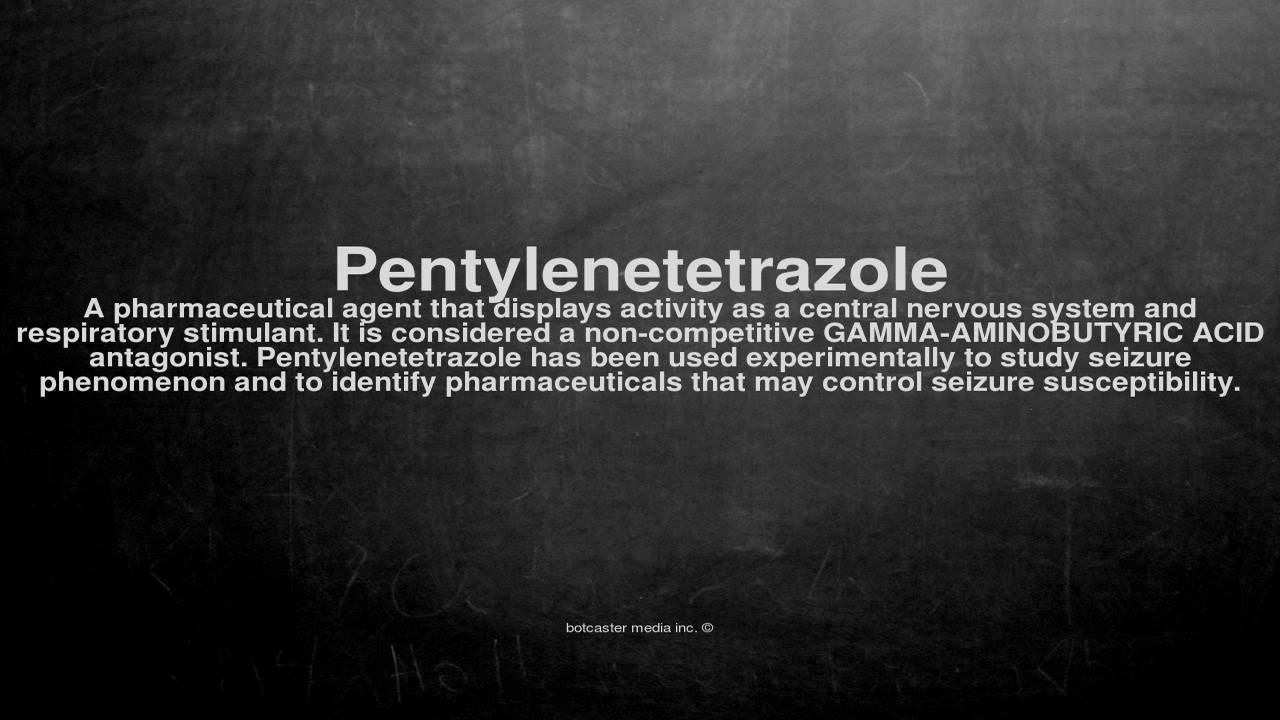 Pentylenetetrazole
A pharmaceutical agent that displays activity as a central nervous system and
respiratory stimulant. It is considered a non-competitive GAMMA-AMINOBUTYRIC ACID
antagonist. Pentylenetetrazole has been used experimentally to study seizure
phenomenon and to identify pharmaceuticals that may control seizure susceptibility.
botcaster media inc. ©